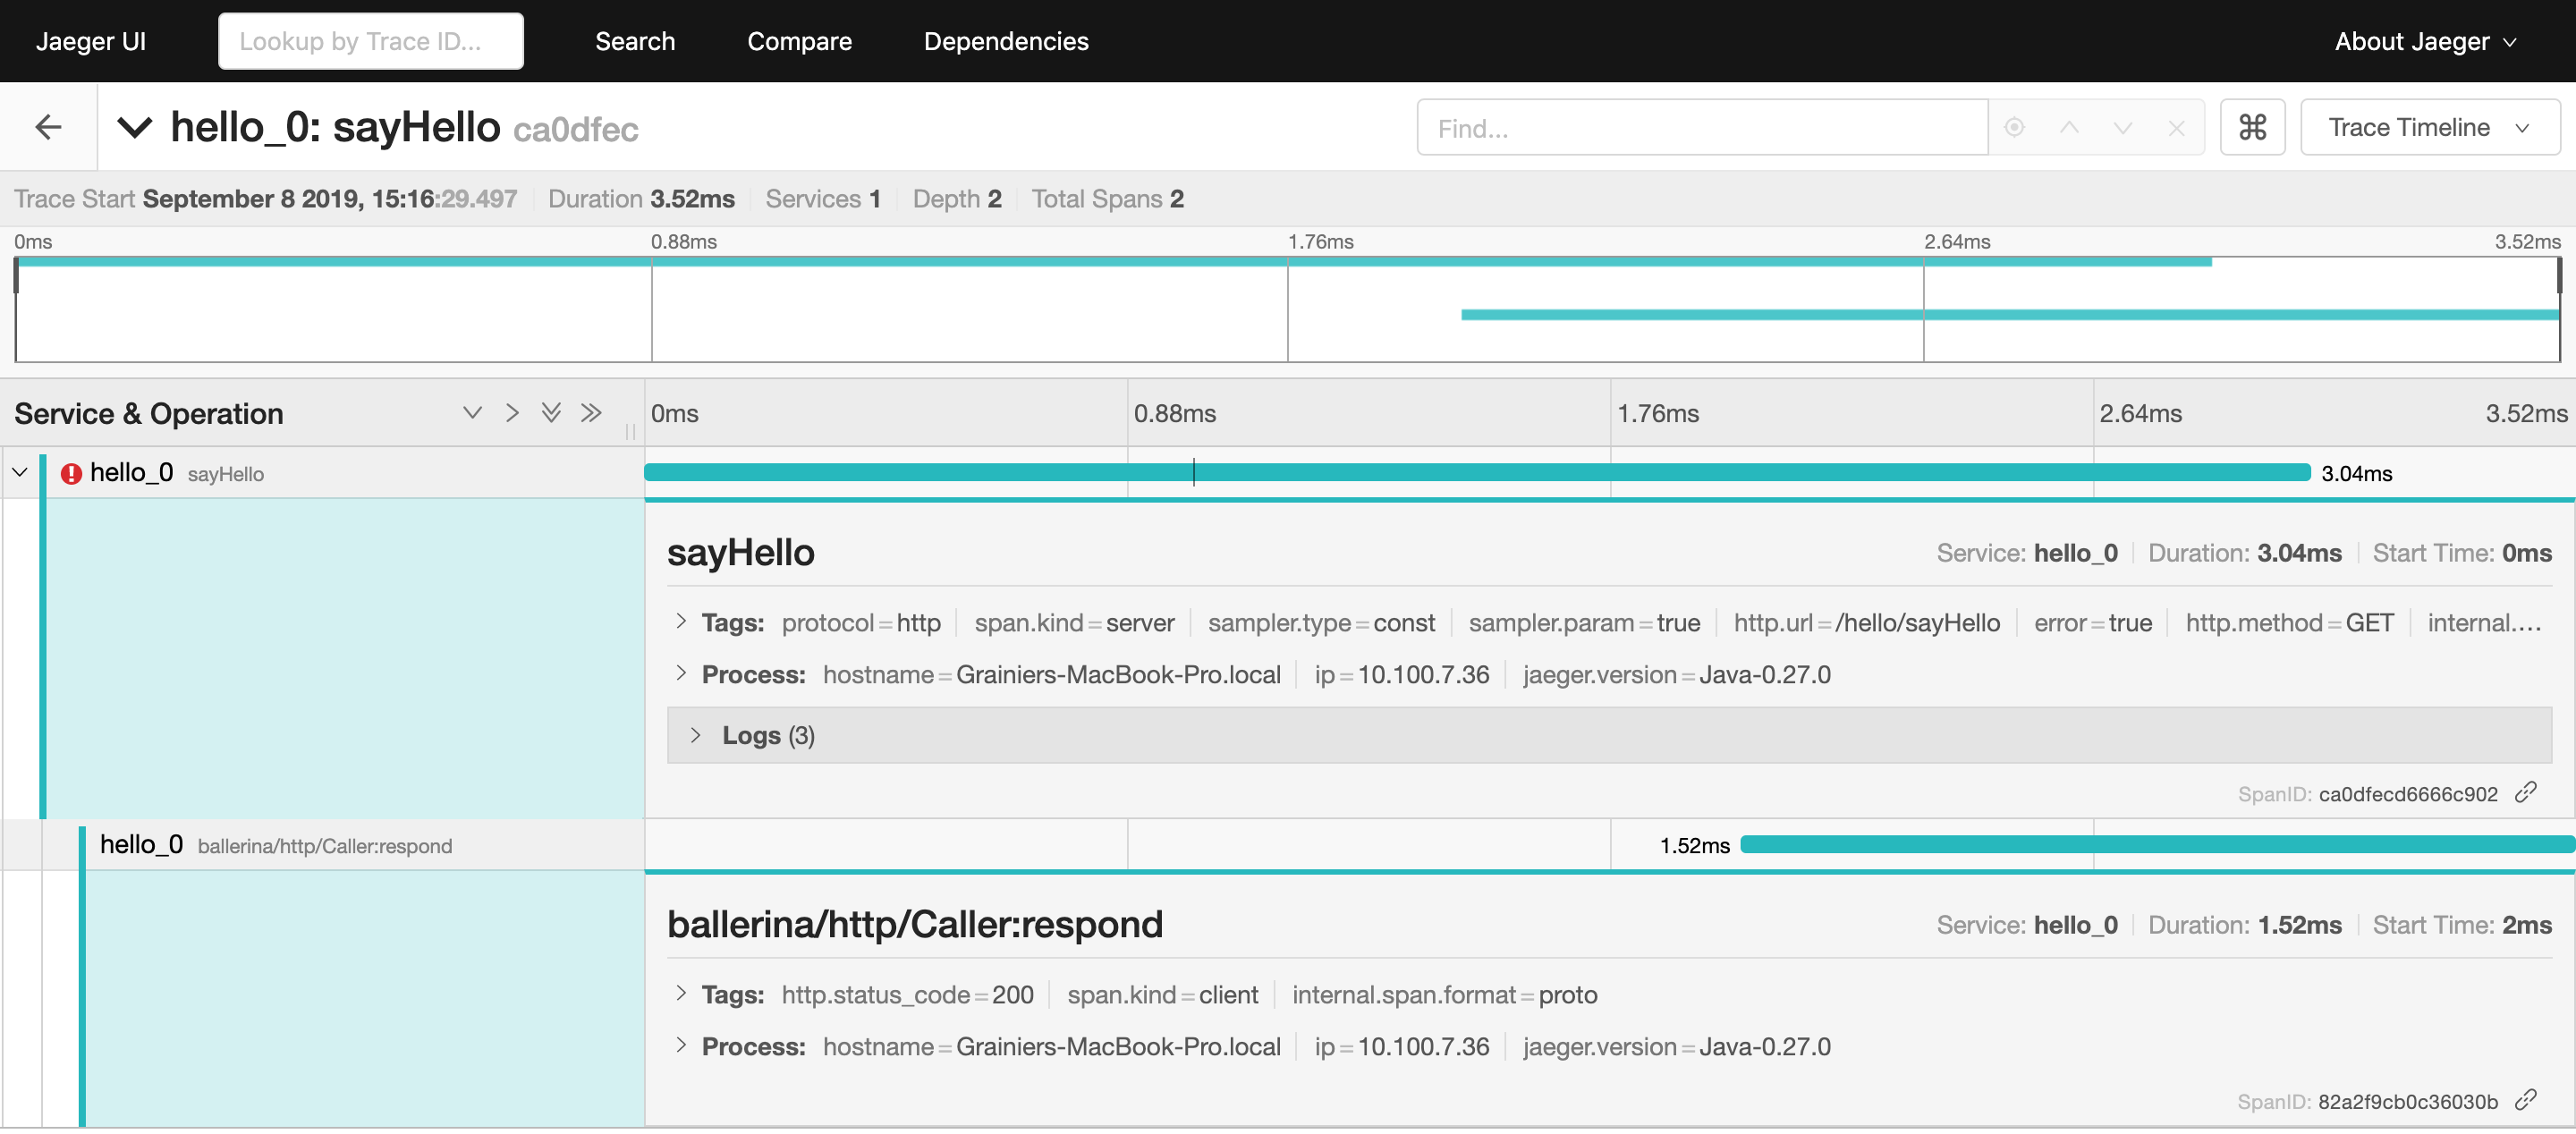 Jaeger UI Lookup by Trace ID... Search Compare Dependencies About Jaeger
hello_0: sayHello ca0dfec Find... ⌘ Trace Timeline
Trace Start September 8 2019, 15:16:29.497 Duration 3.52ms Services 1 Depth 2 Total Spans 2
0ms 0.88ms 1.76ms 2.64ms 3.52ms
Service & Operation 0ms 0.88ms 1.76ms 2.64ms 3.52ms
hello_0 sayHello 3.04ms
sayHello Service: hello_0 Duration: 3.04ms Start Time: 0ms
Tags: protocol=http span.kind=server sampler.type=const sampler.param=true http.url=/hello/sayHello error=true http.method=GET internal....
Process: hostname=Grainiers-MacBook-Pro.local ip=10.100.7.36 jaeger.version=Java-0.27.0
Logs (3)
SpanID: ca0dfecd6666c902
hello_0 ballerina/http/Caller:respond 1.52ms
ballerina/http/Caller:respond Service: hello_0 Duration: 1.52ms Start Time: 2ms
Tags: http.status_code=200 span.kind=client internal.span.format=proto
Process: hostname=Grainiers-MacBook-Pro.local ip=10.100.7.36 jaeger.version=Java-0.27.0
SpanID: 82a2f9cb0c36030b